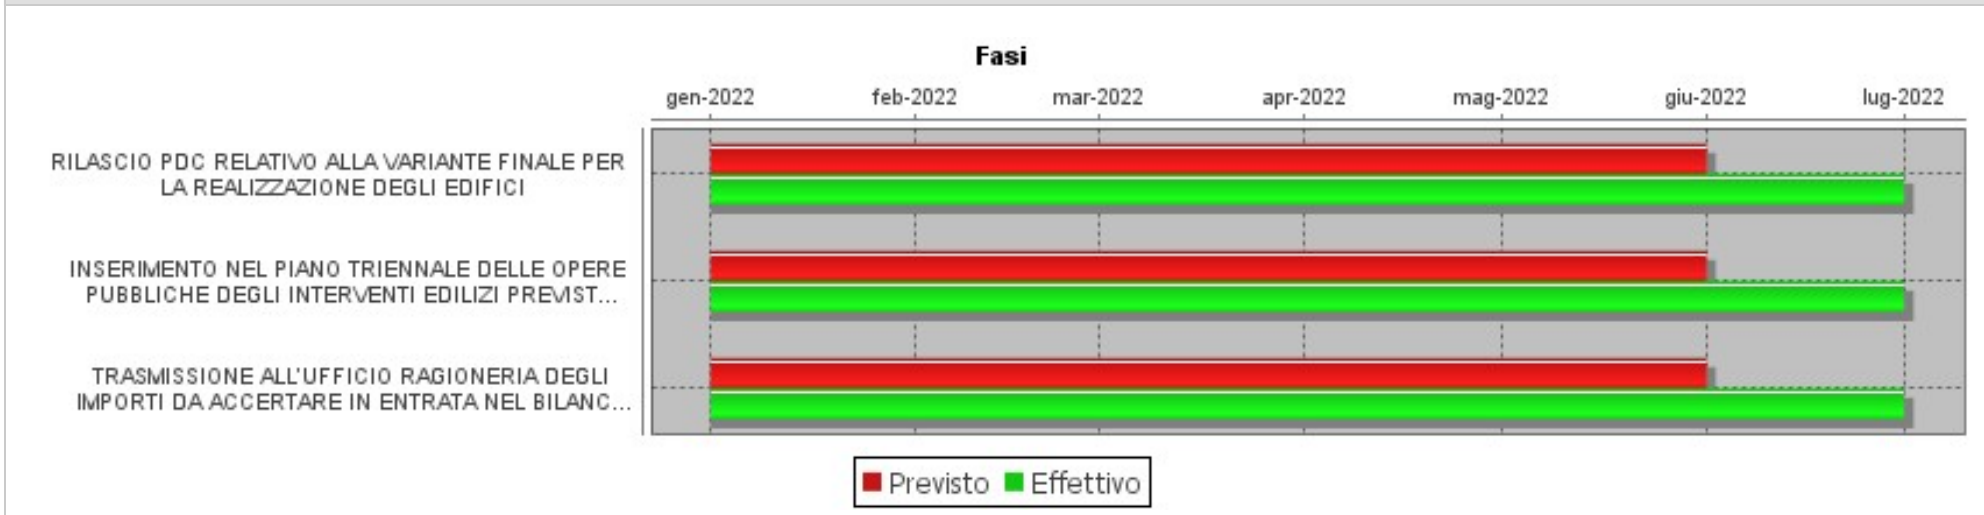 Fasi
gen-2022 feb-2022 mar-2022 apr-2022 mag-2022 giu-2022 lug-2022
RILASCIO PDC RELATIVO ALLA VARIANTE FINALE PER
LA REALIZZAZIONE DEGLI EDIFICI
INSERIMENTO NEL PIANO TRIENNALE DELLE OPERE
PUBBLICHE DEGLI INTERVENTI EDILIZI PREVIST...
TRASMISSIONE ALL'UFFICIO RAGIONERIA DEGLI
IMPORTI DA ACCERTARE IN ENTRATA NEL BILANC...
Previsto Effettivo